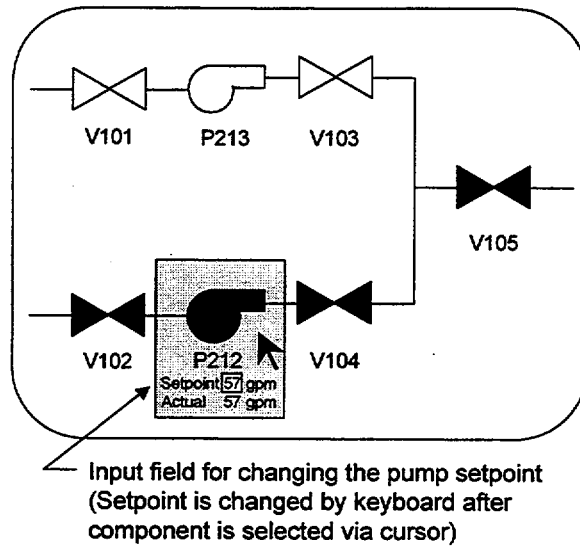 V101
P213
V103
V105
V102
P212
V104
Setpoint 57 gpm
Actual 57 gpm
Input field for changing the pump setpoint
(Setpoint is changed by keyboard after
component is selected via cursor)